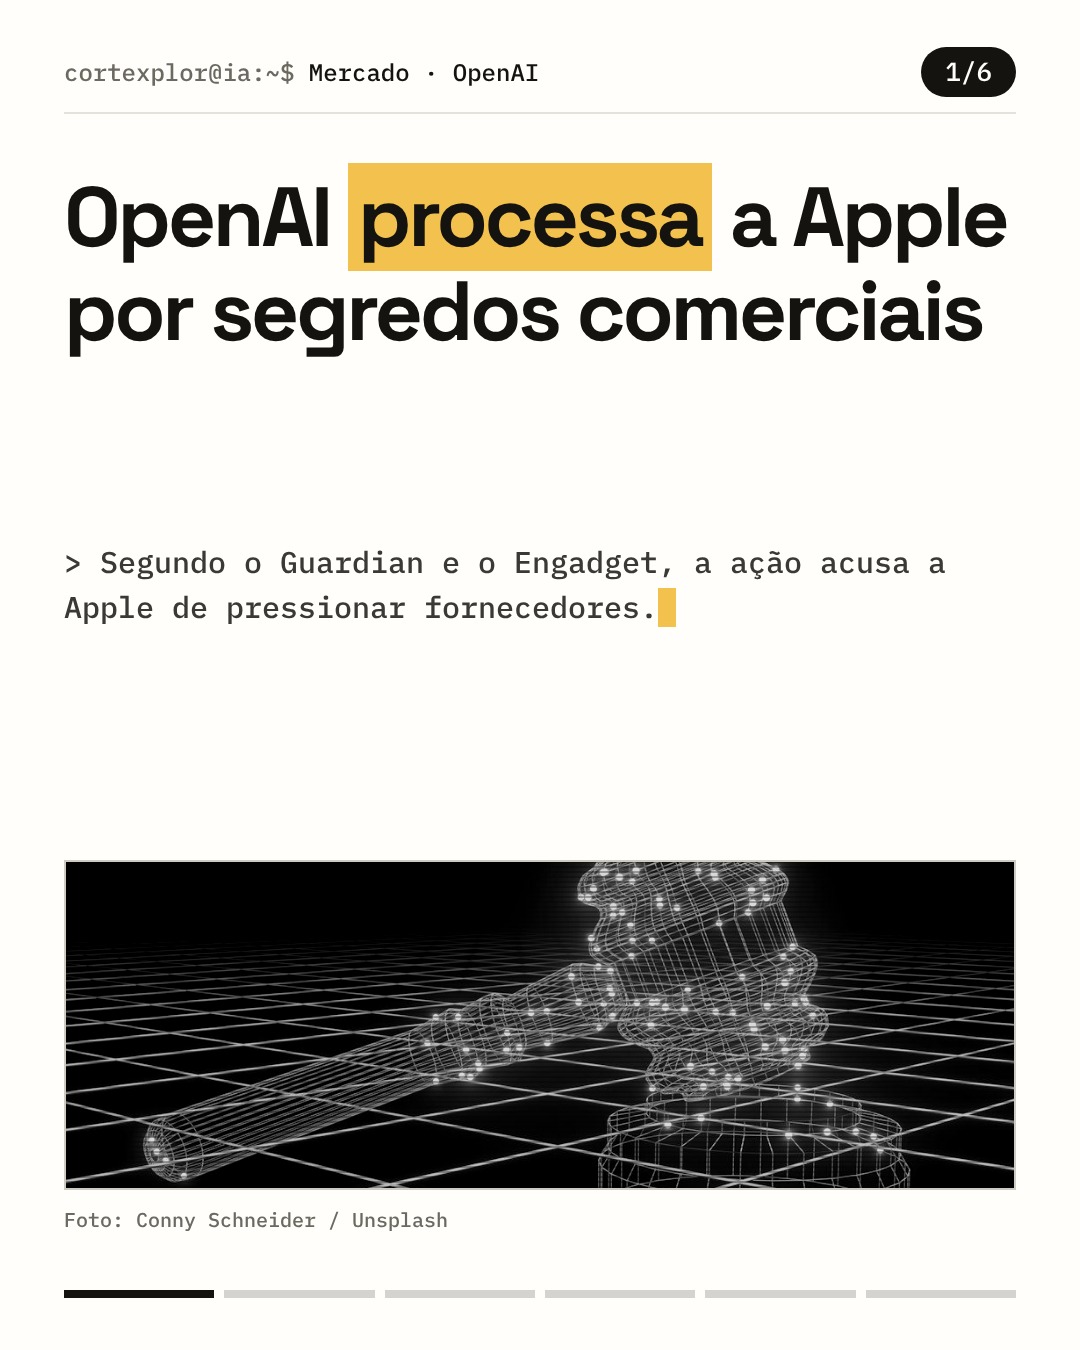 cortexplor@ia:~$ Mercado · OpenAI
1/6
OpenAI processa a Apple
por segredos comerciais
> Segundo o Guardian e o Engadget, a ação acusa a
Apple de pressionar fornecedores.
Foto: Conny Schneider / Unsplash